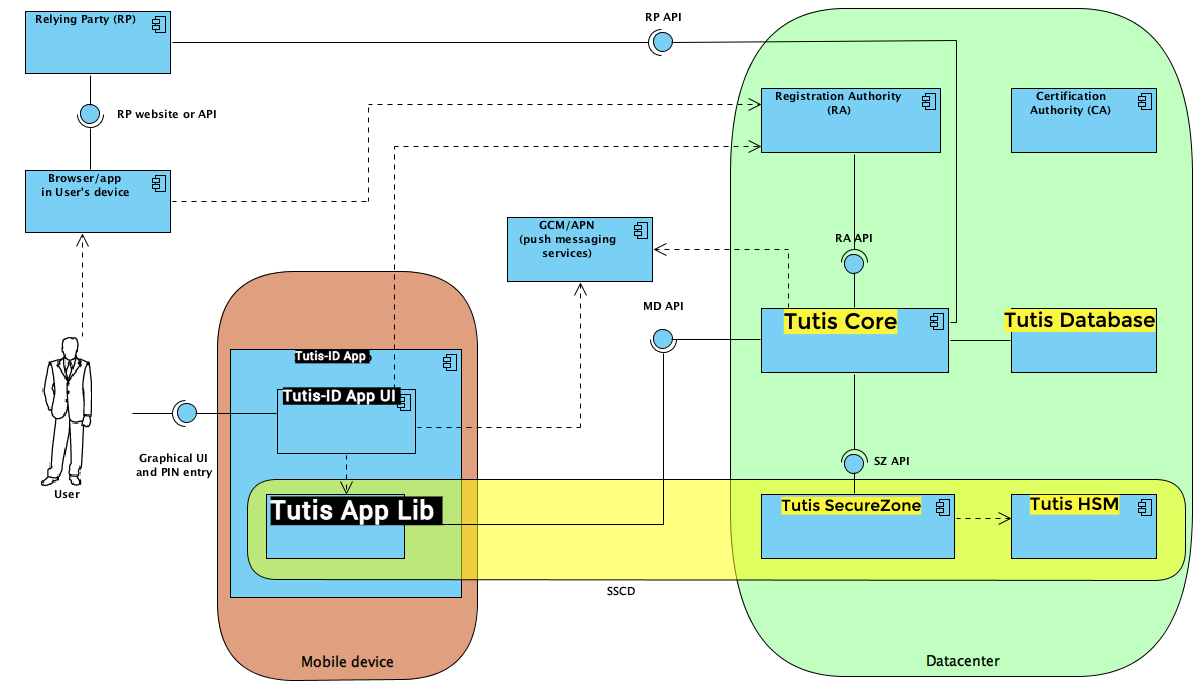 Relying Party (RP)
RP API
RP website or API
Registration Authority
(RA)
Certification
Authority (CA)
Browser/app
in User's device
GCM/APN
(push messaging
services)
RA API
MD API
Tutis Core
Tutis Database
Tutis-ID App
Tutis-ID App UI
Graphical UI
and PIN entry
User
SZ API
Tutis App Lib
Tutis SecureZone
Tutis HSM
SSCD
Mobile device
Datacenter